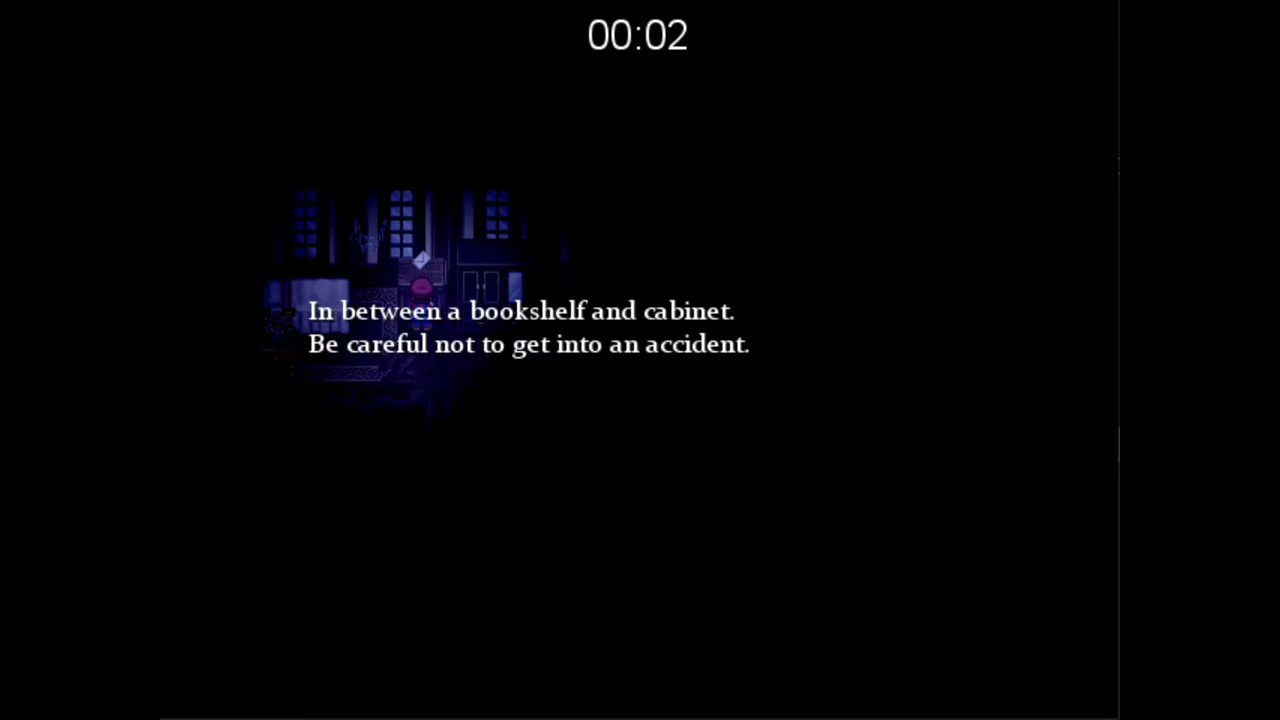 00:02
In between a bookshelf and cabinet.
Be careful not to get into an accident.